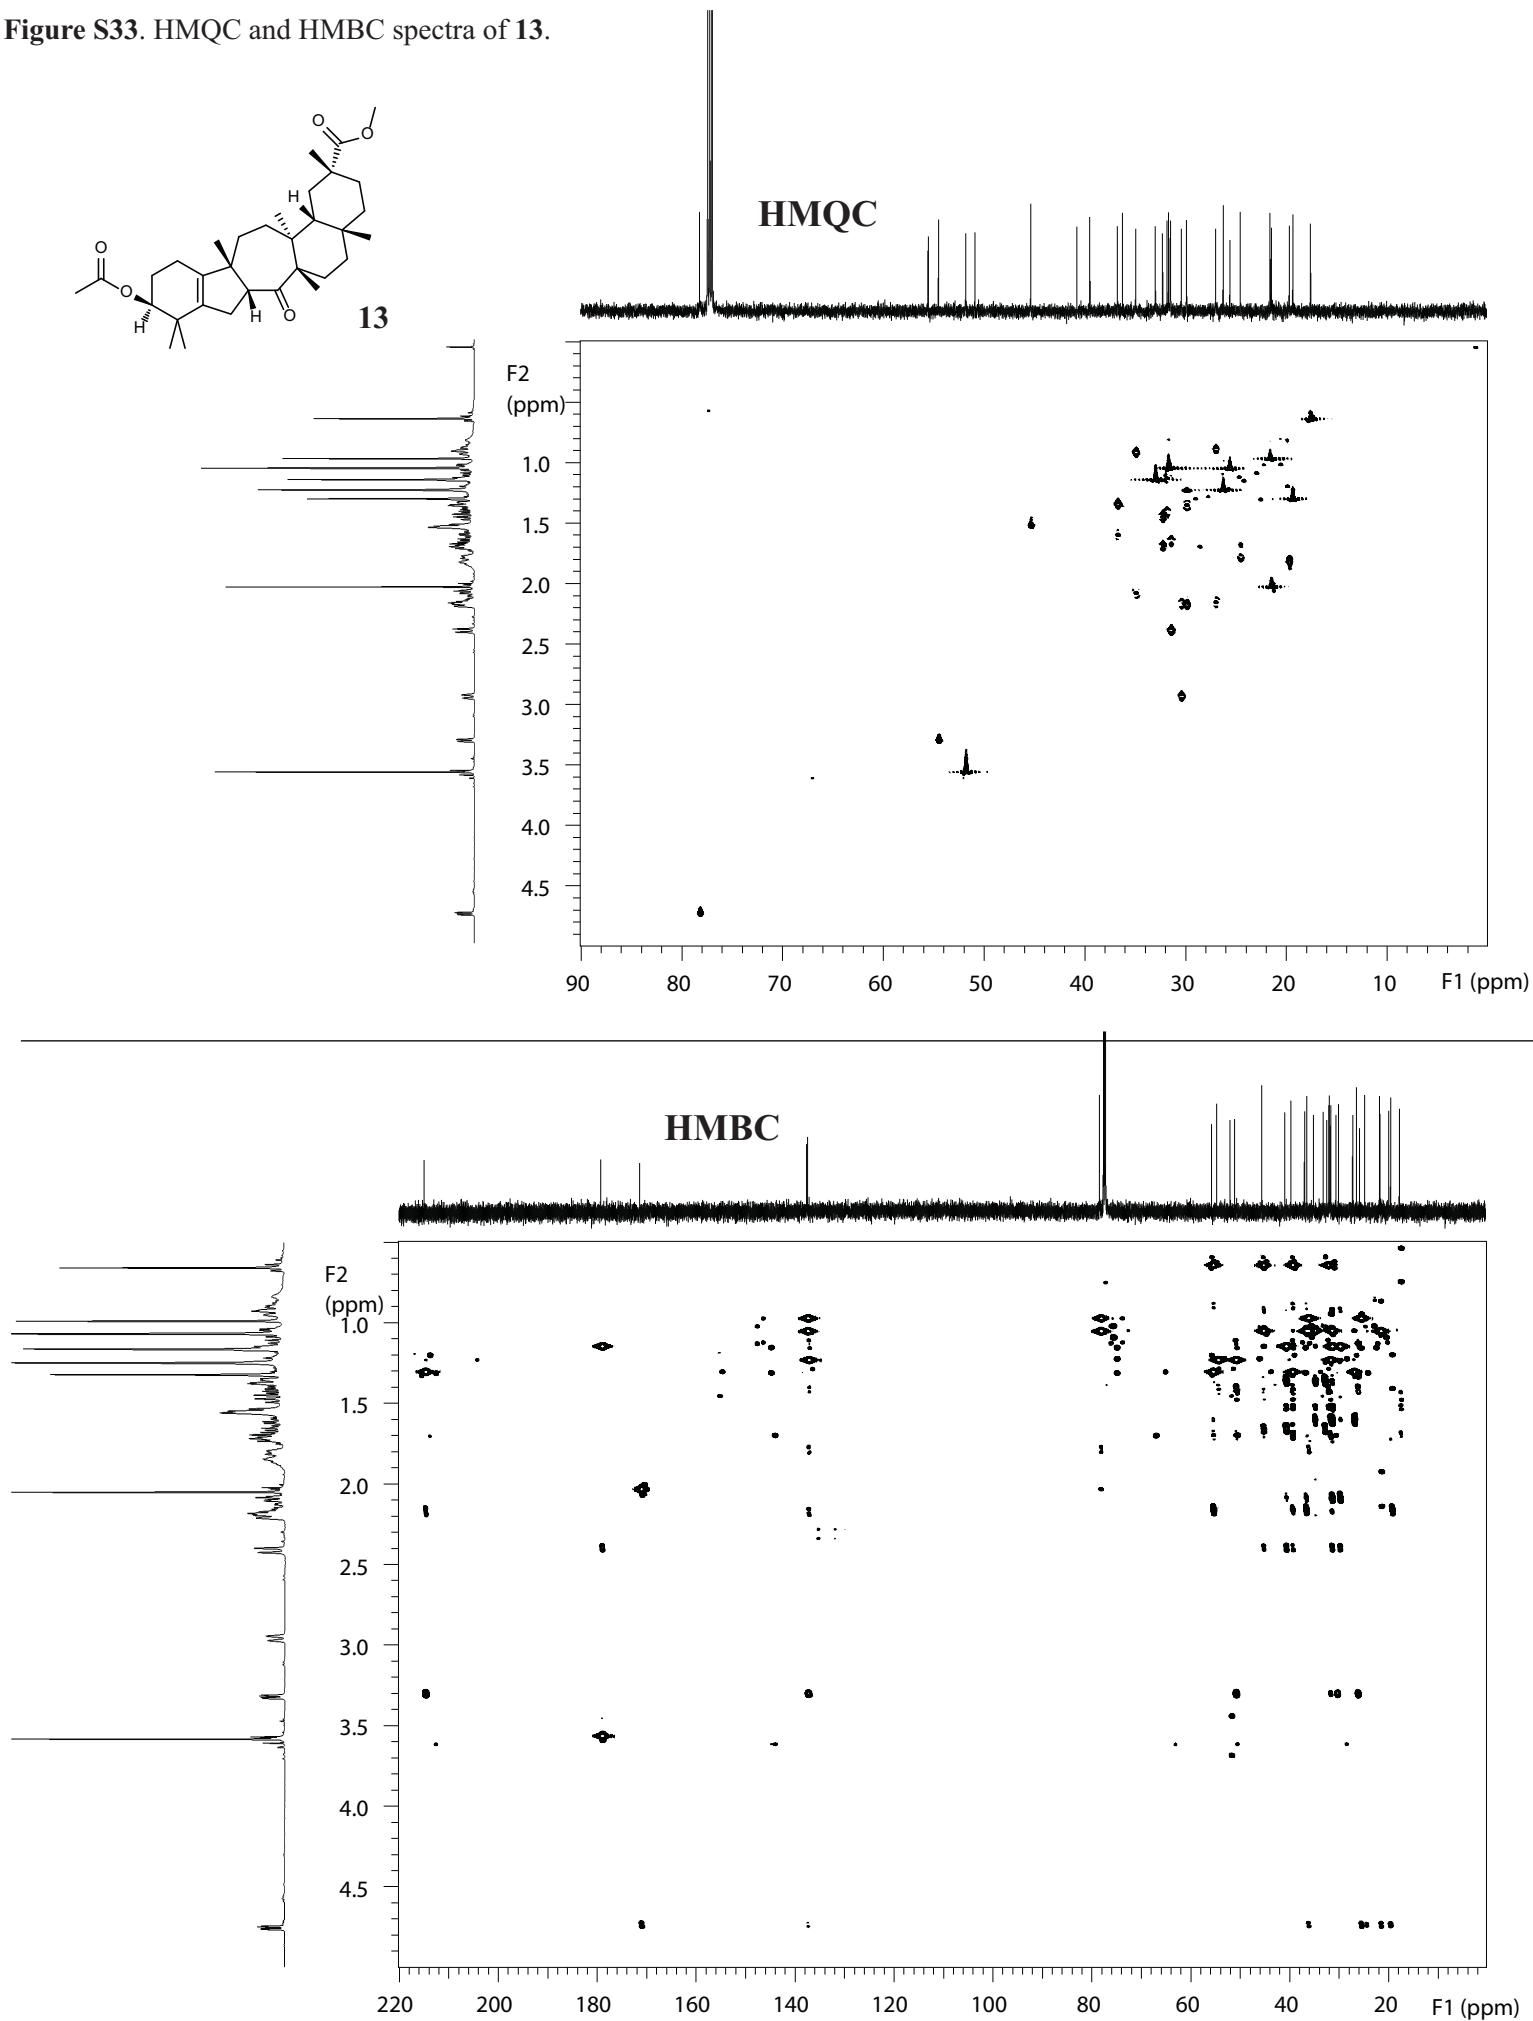 Figure S33. HMQC and HMBC spectra of 13.
O
O
H
O
O
H
H
O
13
HMQC
F2
(ppm)
1.0
1.5
2.0
2.5
3.0
3.5
4.0
4.5
90 80 70 60 50 40 30 20 10 F1 (ppm)
HMBC
F2
(ppm)
1.0
1.5
2.0
2.5
3.0
3.5
4.0
4.5
220 200 180 160 140 120 100 80 60 40 20 F1 (ppm)